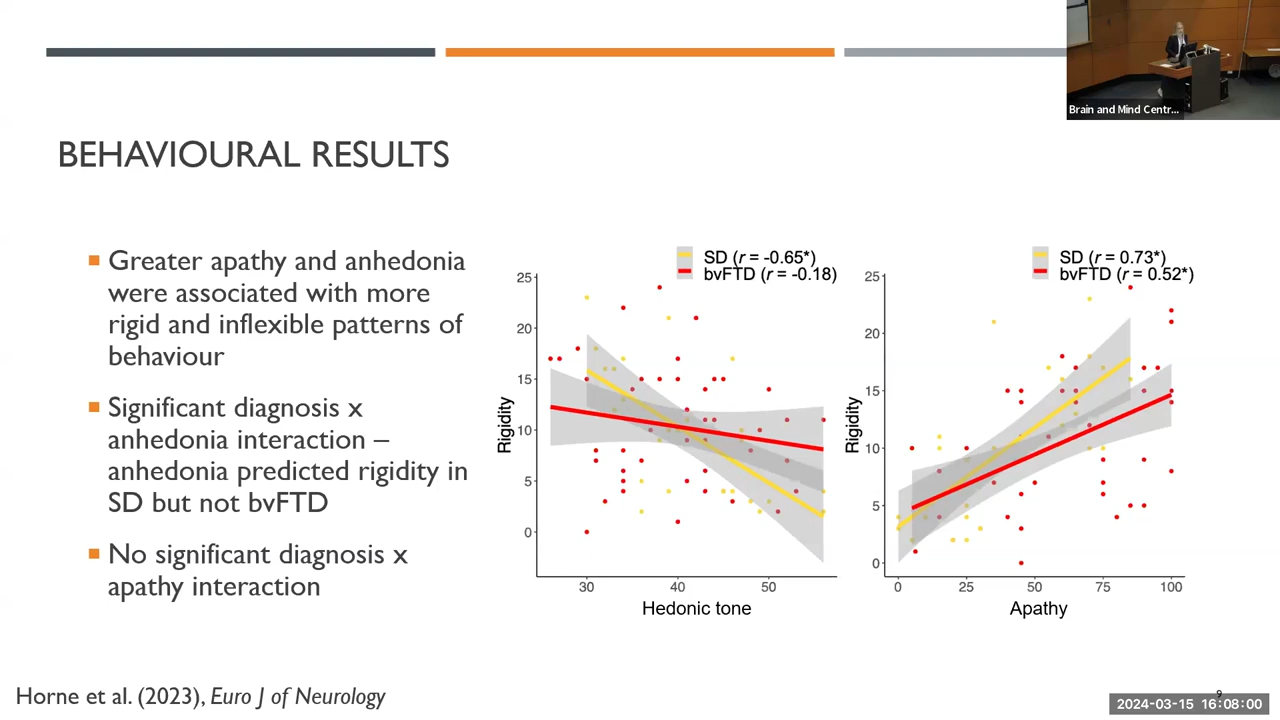 Brain and Mind Centr...
BEHAVIOURAL RESULTS
Greater apathy and anhedonia
were associated with more
rigid and inflexible patterns of
behaviour
Significant diagnosis x
anhedonia interaction –
anhedonia predicted rigidity in
SD but not bvFTD
No significant diagnosis x
apathy interaction
SD (r = -0.65*)
bvFTD (r = -0.18)
25
20
15
10
5
0
Rigidity
30
40
50
Hedonic tone
SD (r = 0.73*)
bvFTD (r = 0.52*)
25
20
15
10
5
0
Rigidity
0
25
50
75
100
Apathy
Horne et al. (2023), Euro J of Neurology
9
2024-03-15 16:08:00